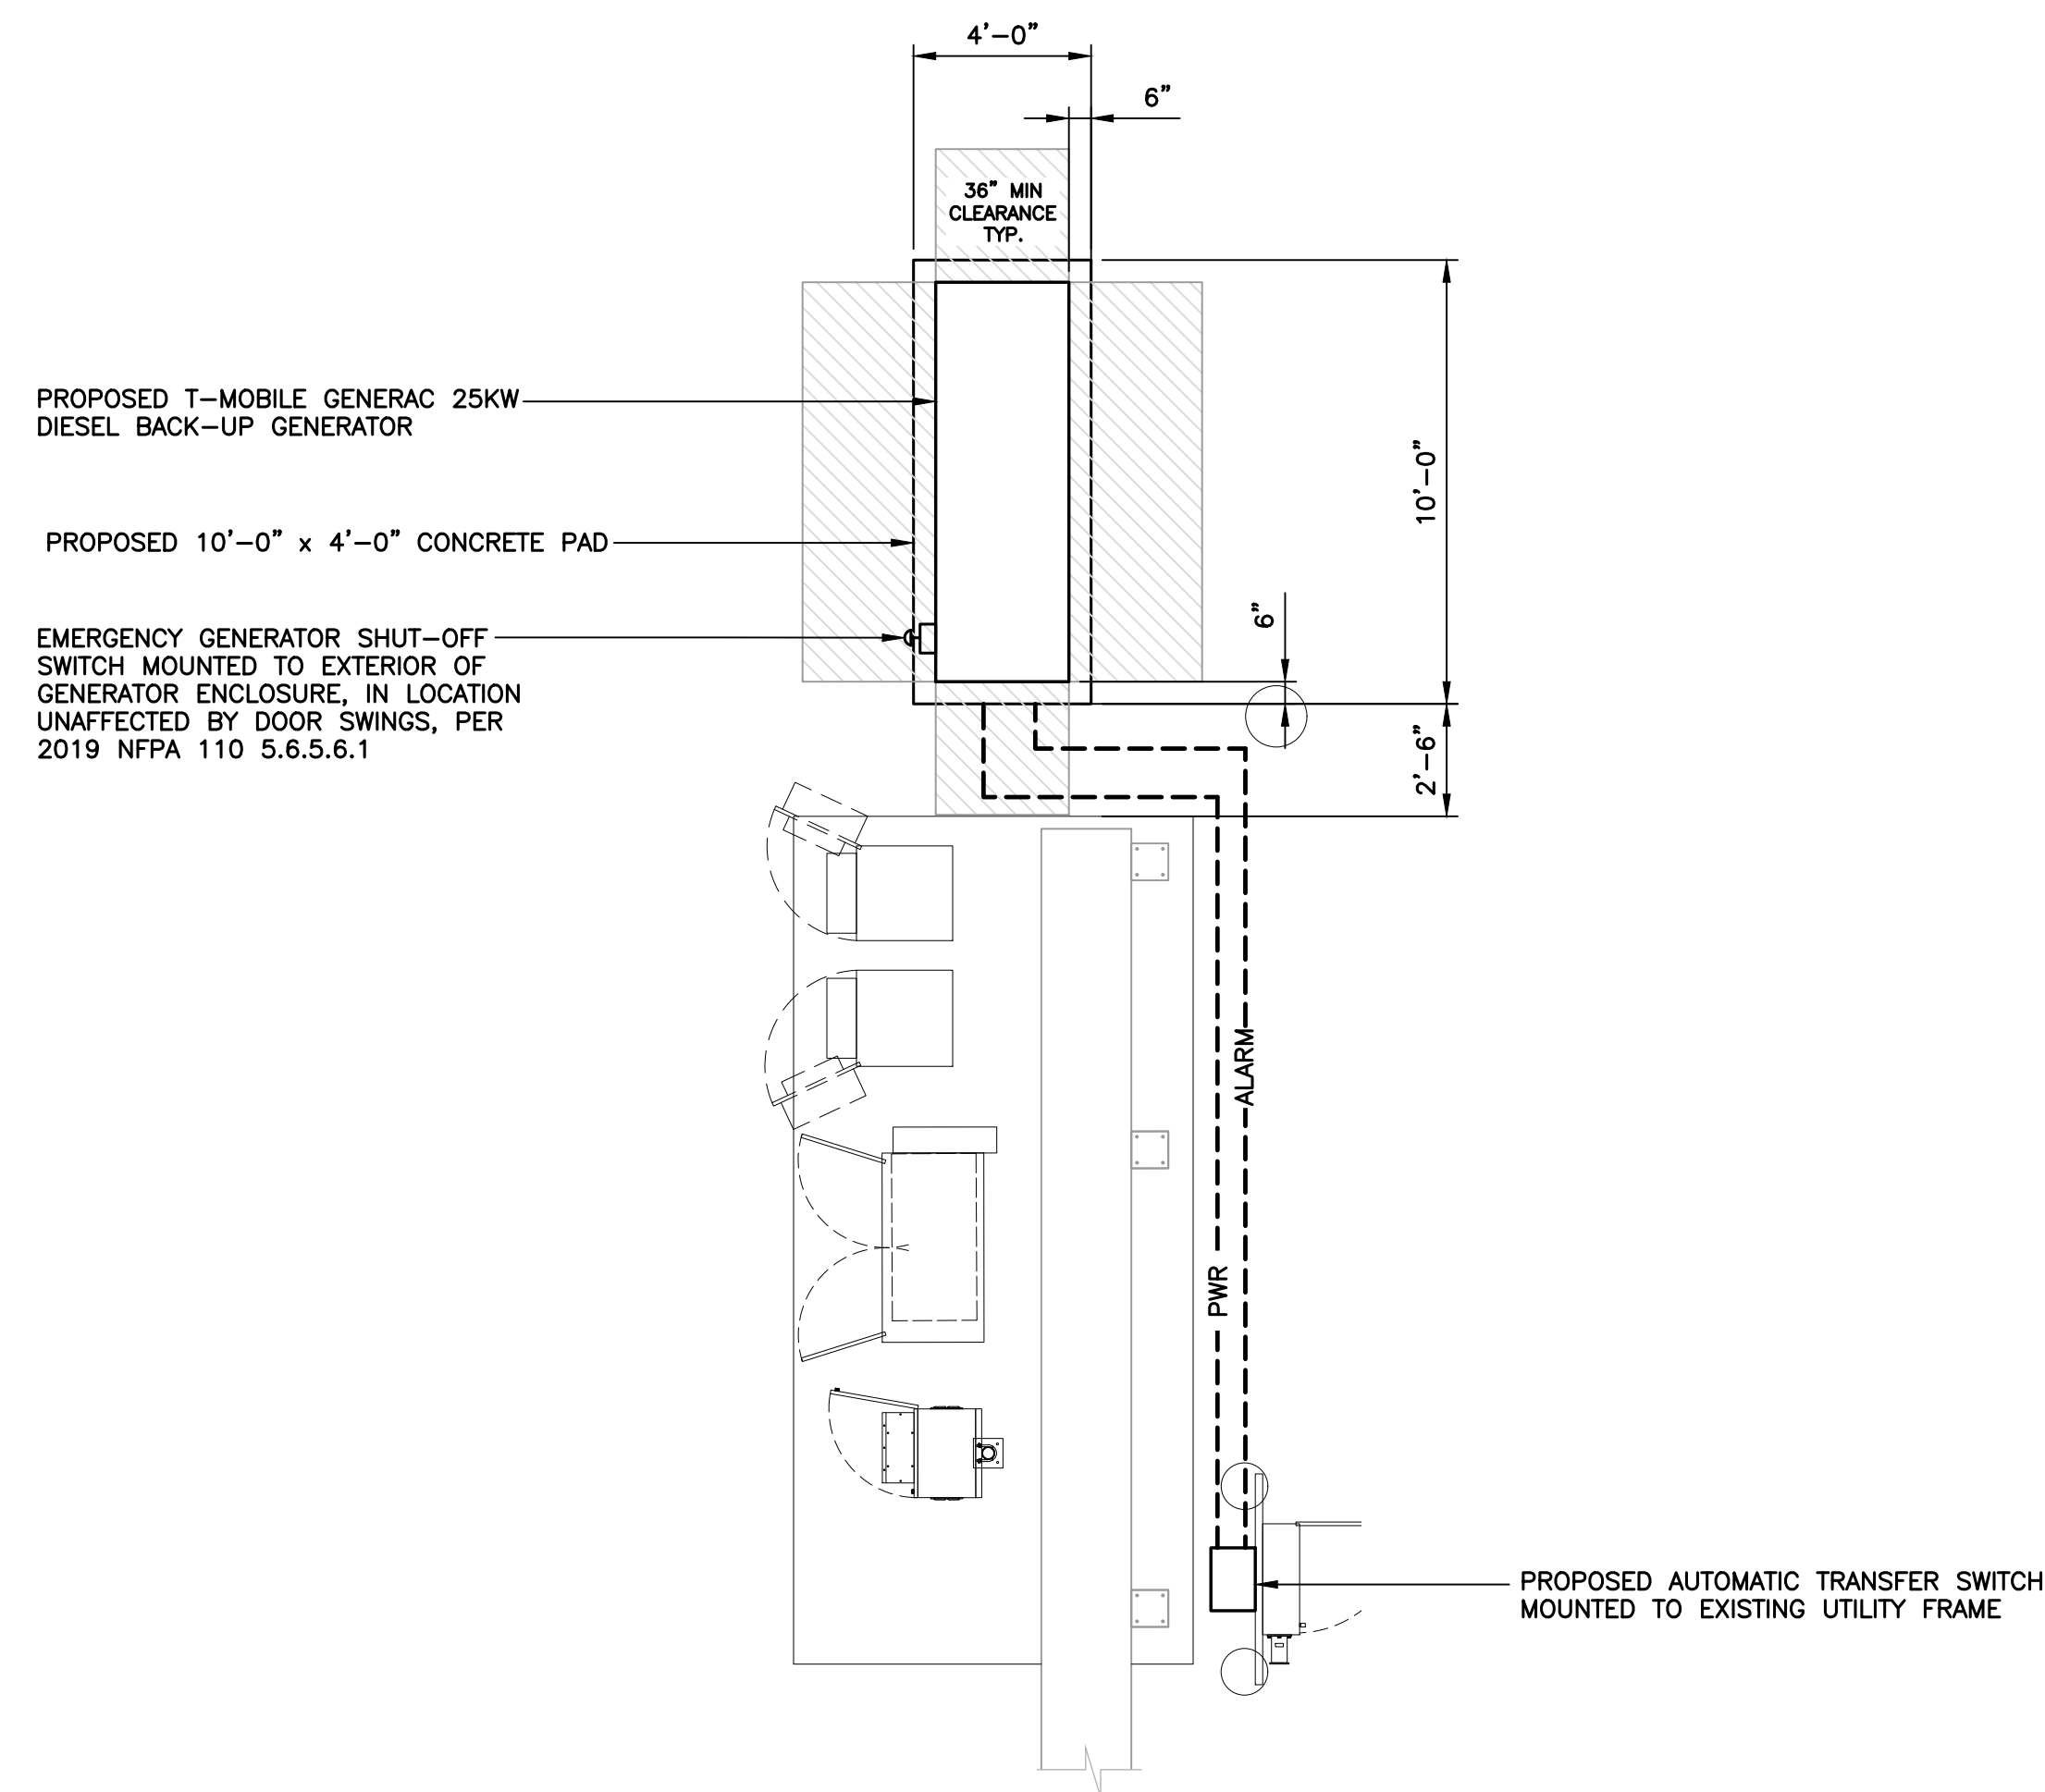 4'-0"
6"
36" MIN
CLEARANCE
TYP.
PROPOSED T-MOBILE GENERAC 25KW
DIESEL BACK-UP GENERATOR
10'-0"
PROPOSED 10'-0" x 4'-0" CONCRETE PAD
6"
EMERGENCY GENERATOR SHUT-OFF
SWITCH MOUNTED TO EXTERIOR OF
GENERATOR ENCLOSURE, IN LOCATION
UNAFFECTED BY DOOR SWINGS, PER
2019 NFPA 110 5.6.5.6.1
2'-6"
ALARM
PWR
PROPOSED AUTOMATIC TRANSFER SWITCH
MOUNTED TO EXISTING UTILITY FRAME